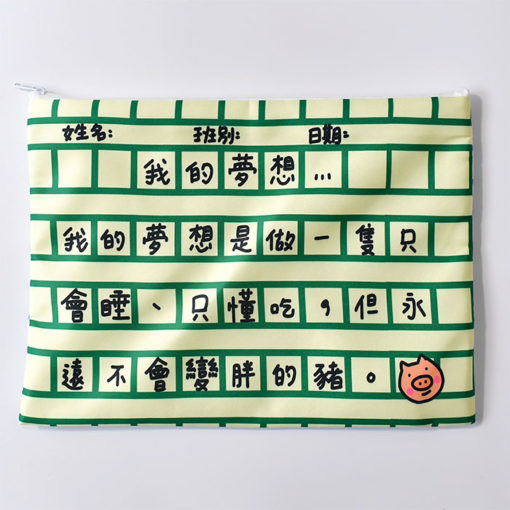 姓名: 班別: 日期:
我的夢想...
我的夢想是做一隻只
會睡、只懂吃，但永
遠不會變胖的豬。